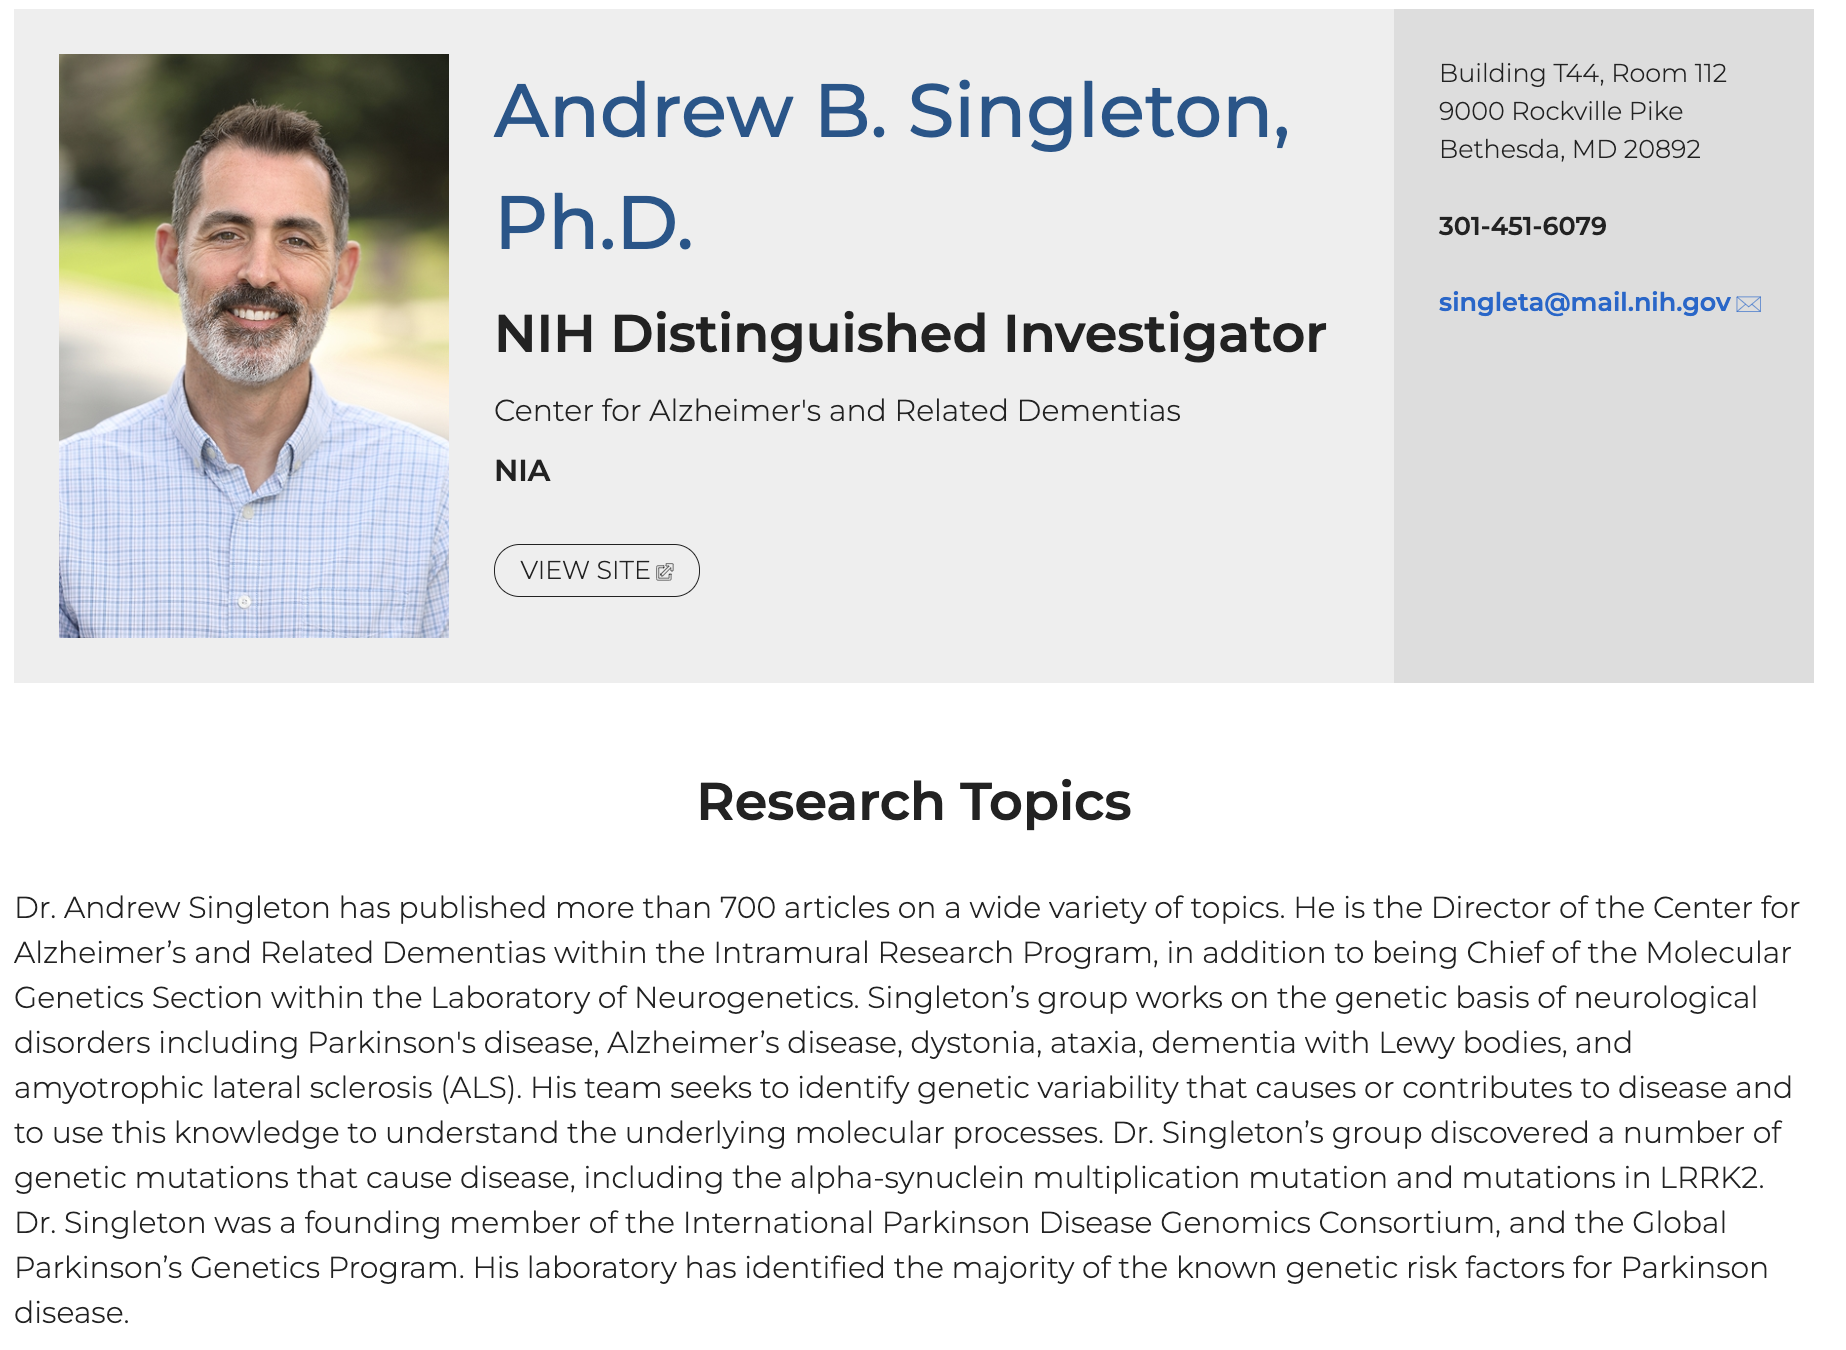 Andrew B. Singleton,
Ph.D.
NIH Distinguished Investigator
Center for Alzheimer's and Related Dementias
NIA
VIEW SITE
Building T44, Room 112
9000 Rockville Pike
Bethesda, MD 20892
301-451-6079
singleta@mail.nih.gov
Research Topics
Dr. Andrew Singleton has published more than 700 articles on a wide variety of topics. He is the Director of the Center for
Alzheimer’s and Related Dementias within the Intramural Research Program, in addition to being Chief of the Molecular
Genetics Section within the Laboratory of Neurogenetics. Singleton’s group works on the genetic basis of neurological
disorders including Parkinson's disease, Alzheimer’s disease, dystonia, ataxia, dementia with Lewy bodies, and
amyotrophic lateral sclerosis (ALS). His team seeks to identify genetic variability that causes or contributes to disease and
to use this knowledge to understand the underlying molecular processes. Dr. Singleton’s group discovered a number of
genetic mutations that cause disease, including the alpha-synuclein multiplication mutation and mutations in LRRK2.
Dr. Singleton was a founding member of the International Parkinson Disease Genomics Consortium, and the Global
Parkinson’s Genetics Program. His laboratory has identified the majority of the known genetic risk factors for Parkinson
disease.